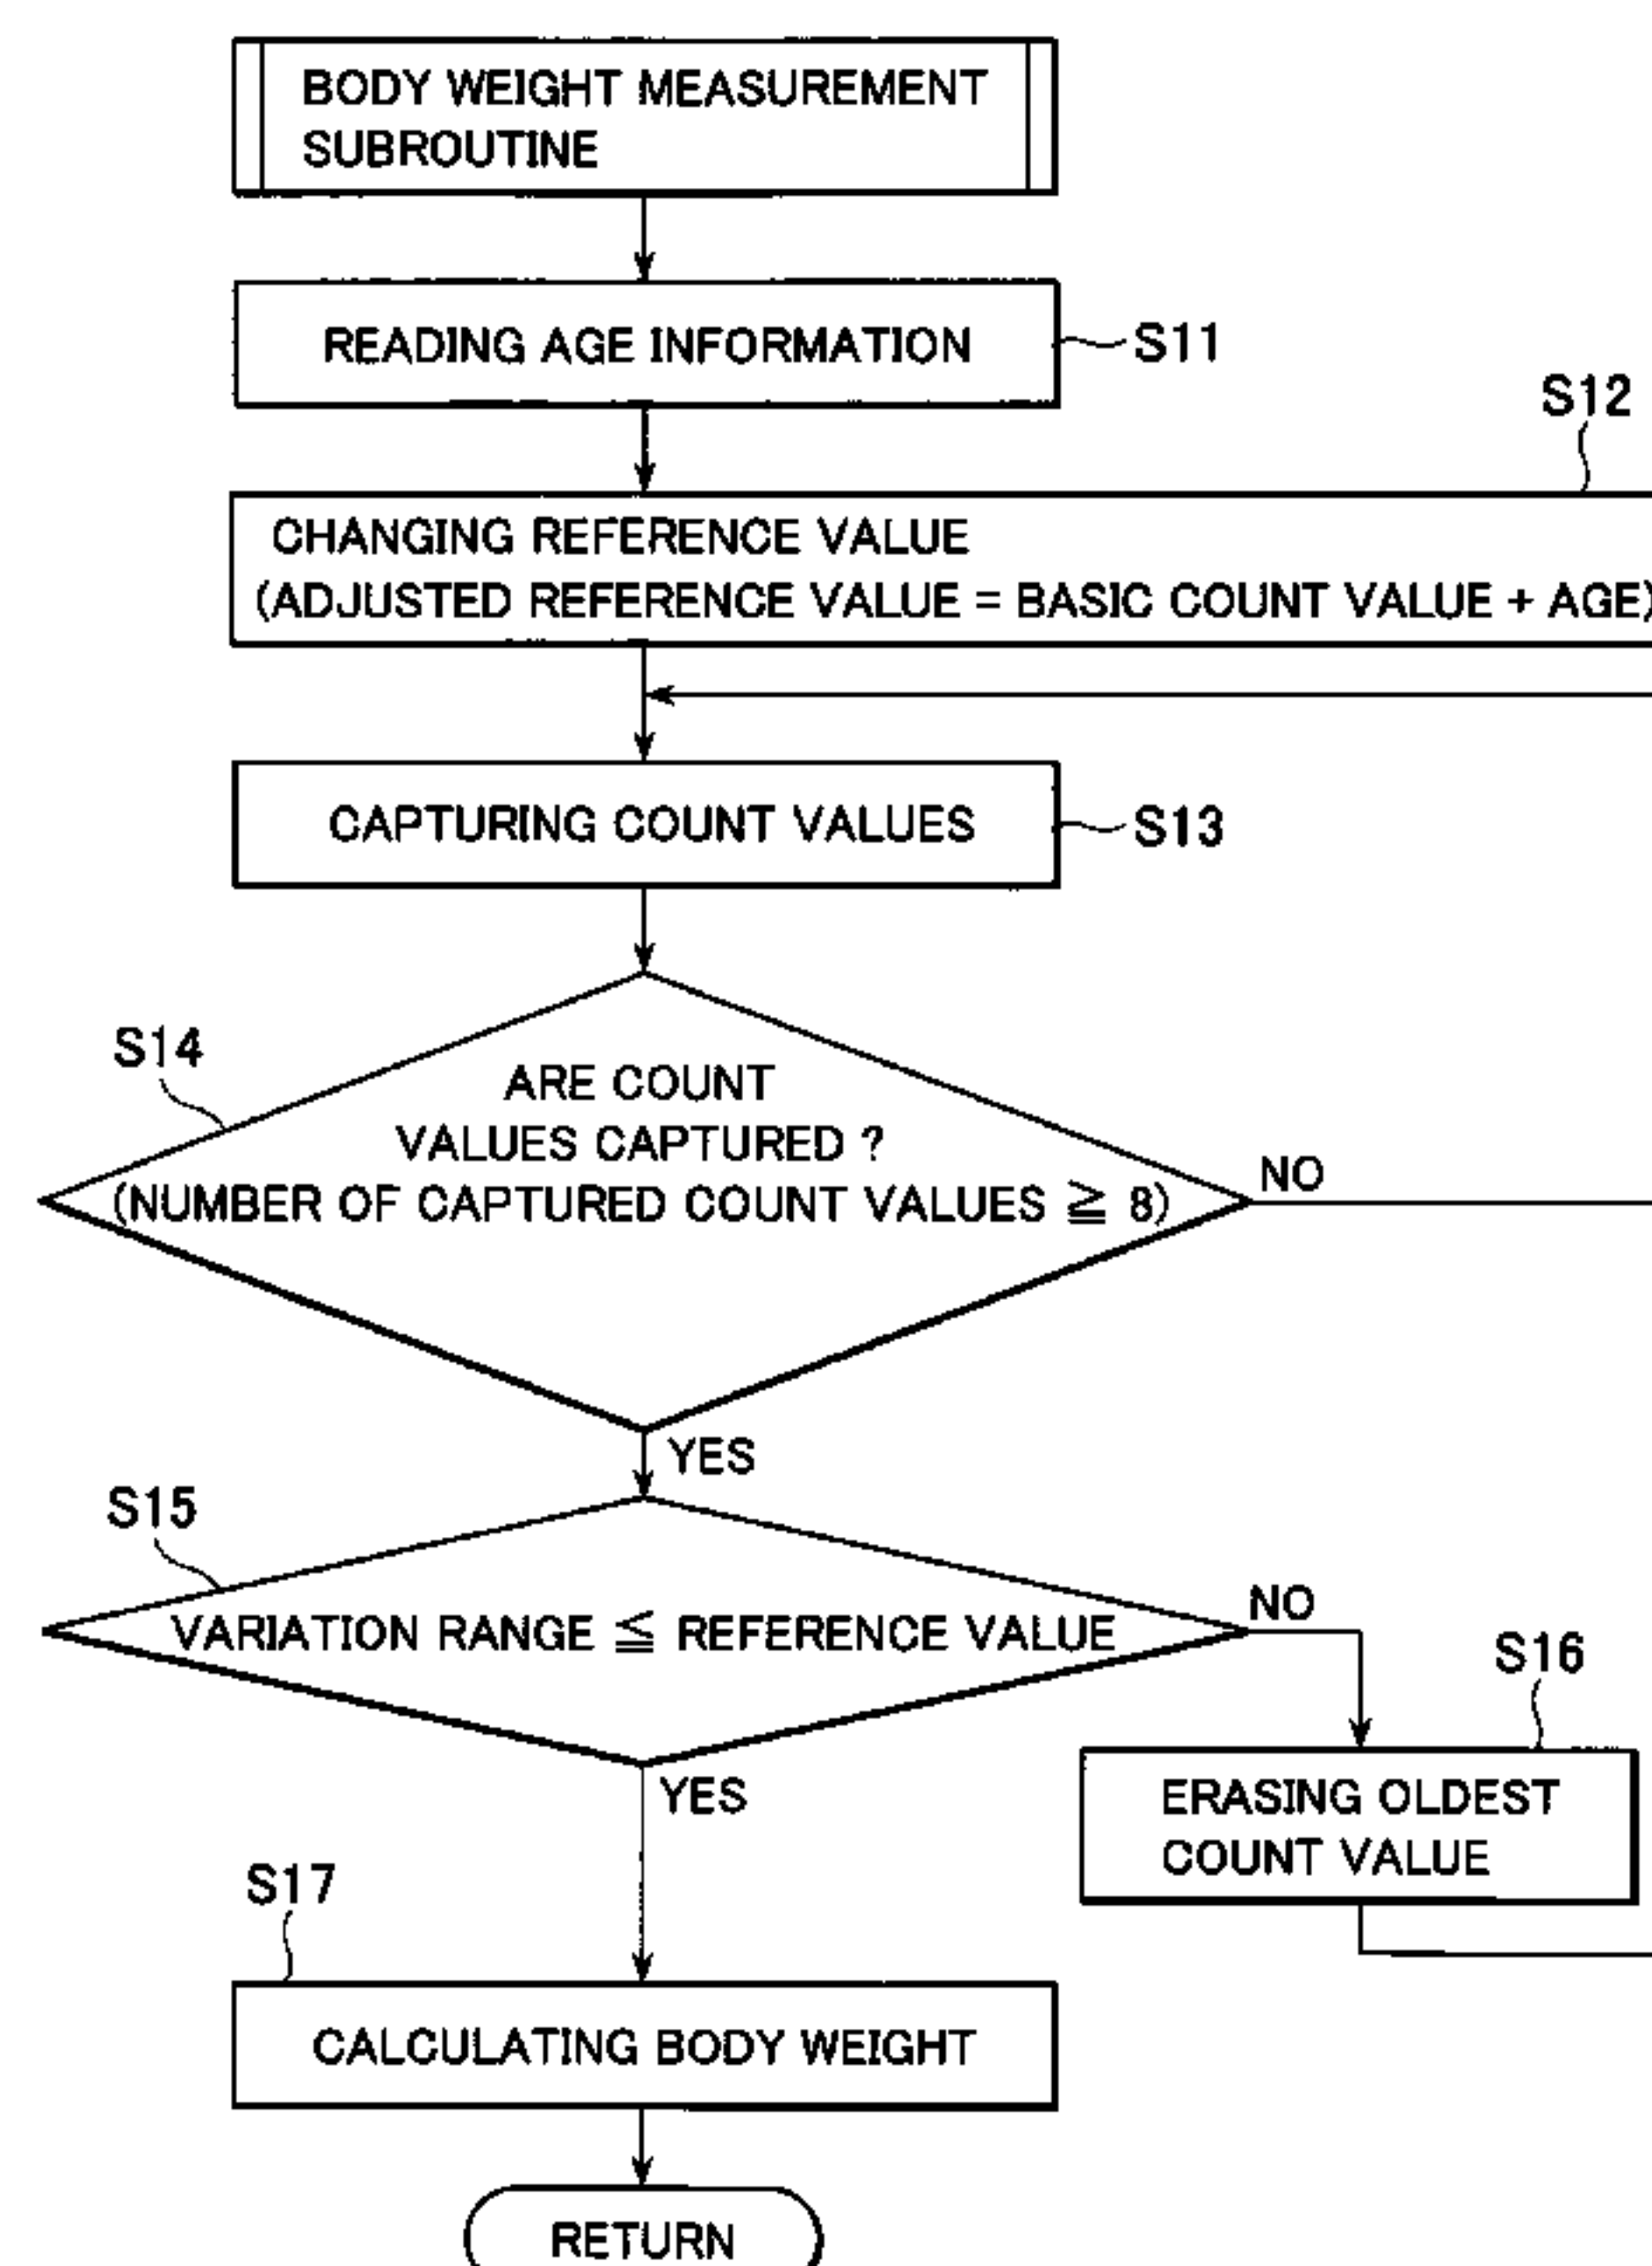 BODY WEIGHT MEASUREMENT
SUBROUTINE
READING AGE INFORMATION
S11
S12
CHANGING REFERENCE VALUE
(ADJUSTED REFERENCE VALUE = BASIC COUNT VALUE + AGE)
CAPTURING COUNT VALUES
S13
S14
ARE COUNT
VALUES CAPTURED ?
(NUMBER OF CAPTURED COUNT VALUES ≧ 8)
NO
YES
S15
VARIATION RANGE ≦ REFERENCE VALUE
NO
S16
YES
ERASING OLDEST
COUNT VALUE
S17
CALCULATING BODY WEIGHT
RETURN